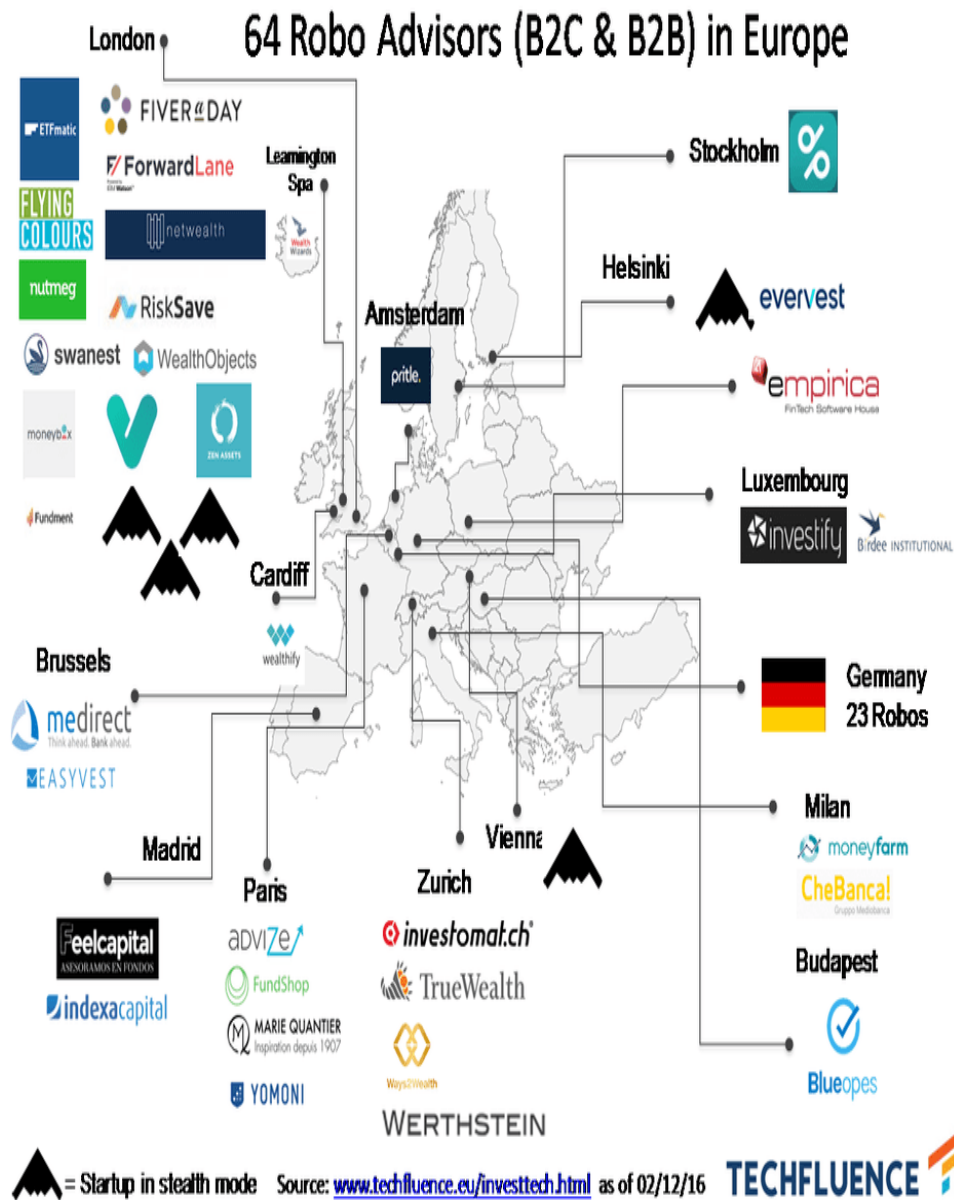 64 Robo Advisors (B2C & B2B) in Europe
London
ETFmatic
FIVER a DAY
ForwardLane
Leamington
Spa
FLYING
COLOURS
netwealth
Wealth
Wizards
nutmeg
RiskSave
swanest
WealthObjects
moneybox
ZEN ASSETS
Fundment
Stockholm
Helsinki
evervest
Amsterdam
pritle.
empirica
FinTech Software House
Luxembourg
investify
Birdee INSTITUTIONAL
Cardiff
wealthify
Brussels
medirect
Think ahead. Bank ahead.
EASYVEST
Germany
23 Robos
Madrid
Feelcapital
ASESORAMOS EN FONDOS
indexacapital
Paris
adviZe
FundShop
MARIE QUANTIER
Inspiration depuis 1907
YOMONI
Zurich
investomat.ch
TrueWealth
Ways2Wealth
WERTHSTEIN
Vienna
Milan
moneyfarm
CheBanca!
Gruppo Mediobanca
Budapest
Blueopes
= Startup in stealth mode
Source: www.techfluence.eu/investtech.html as of 02/12/16
TECHFLUENCE